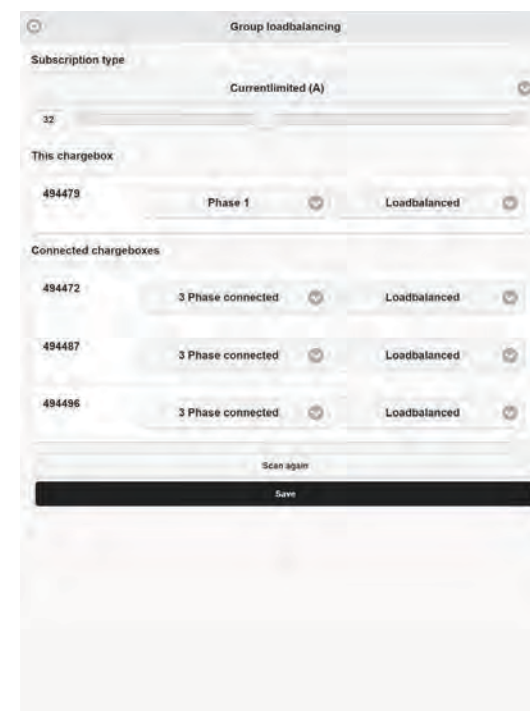 Group loadbalancing
Subscription type
Currentlimited (A)
32
This chargebox
494479 Phase 1 Loadbalanced
Connected chargeboxes
494472 3 Phase connected Loadbalanced
494487 3 Phase connected Loadbalanced
494496 3 Phase connected Loadbalanced
Scan again
Save